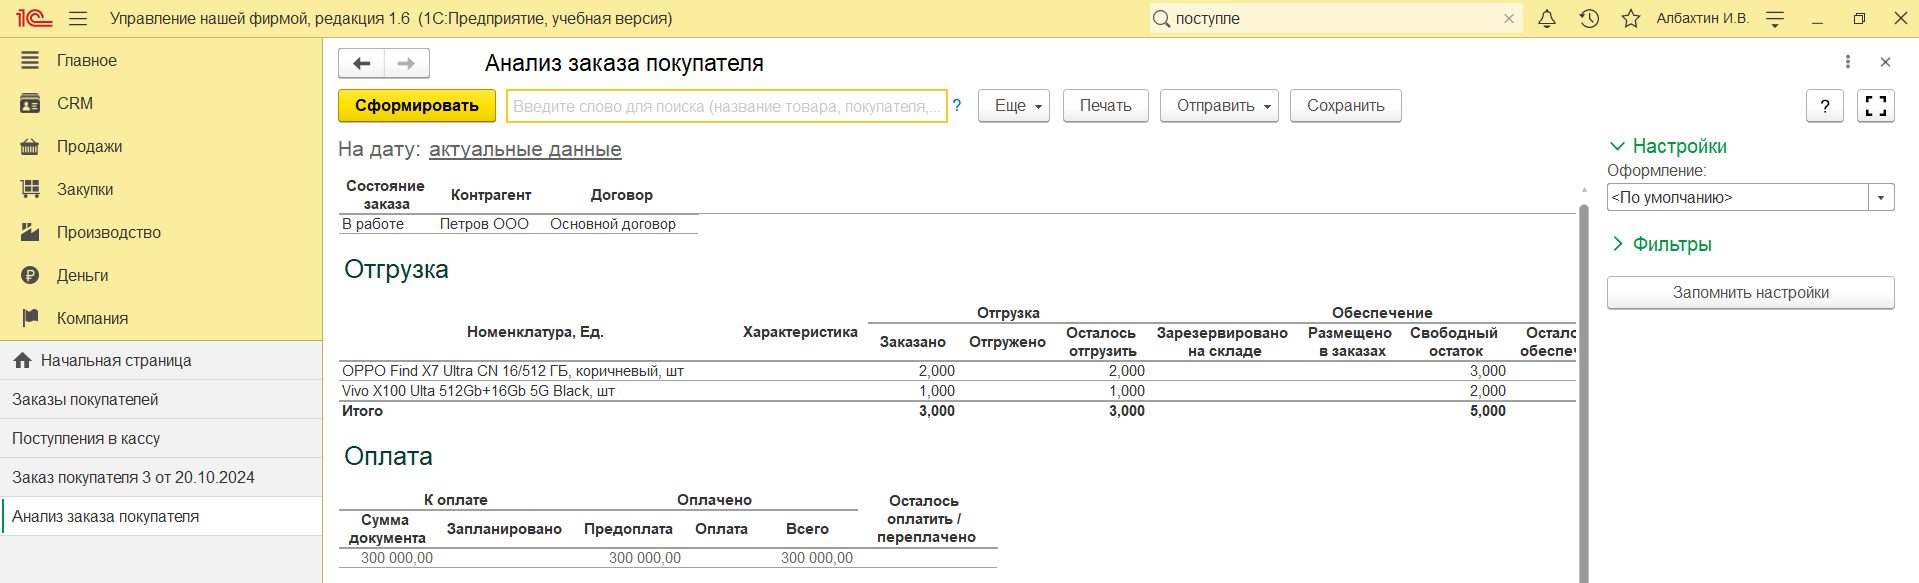 1С Управление нашей фирмой, редакция 1.6 (1С:Предприятие, учебная версия) поступле Албахтин И.В.
Главное
CRM
Продажи
Закупки
Производство
Деньги
Компания
Начальная страница
Заказы покупателей
Поступления в кассу
Заказ покупателя 3 от 20.10.2024
Анализ заказа покупателя
Анализ заказа покупателя
Сформировать Введите слово для поиска (название товара, покупателя,... ? Еще Печать Отправить Сохранить ?
На дату: актуальные данные
Состояние заказа Контрагент Договор
В работе Петров ООО Основной договор
Отгрузка
Номенклатура, Ед. Характеристика Отгрузка Обеспечение
Заказано Отгружено Осталось отгрузить Зарезервировано на складе Размещено в заказах Свободный остаток Остало обеспеч
OPPO Find X7 Ultra CN 16/512 ГБ, коричневый, шт 2,000 2,000 3,000
Vivo X100 Ulta 512Gb+16Gb 5G Black, шт 1,000 1,000 2,000
Итого 3,000 3,000 5,000
Оплата
К оплате Оплачено Осталось оплатить / переплачено
Сумма документа Запланировано Предоплата Оплата Всего
300 000,00 300 000,00 300 000,00
Настройки
Оформление:
<По умолчанию>
Фильтры
Запомнить настройки